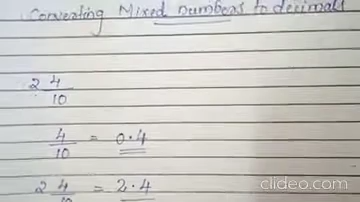 Converting Mixed numbers to decimals
2 4/10
4/10 = 0.4
2 4/10 = 2.4
clideo.com